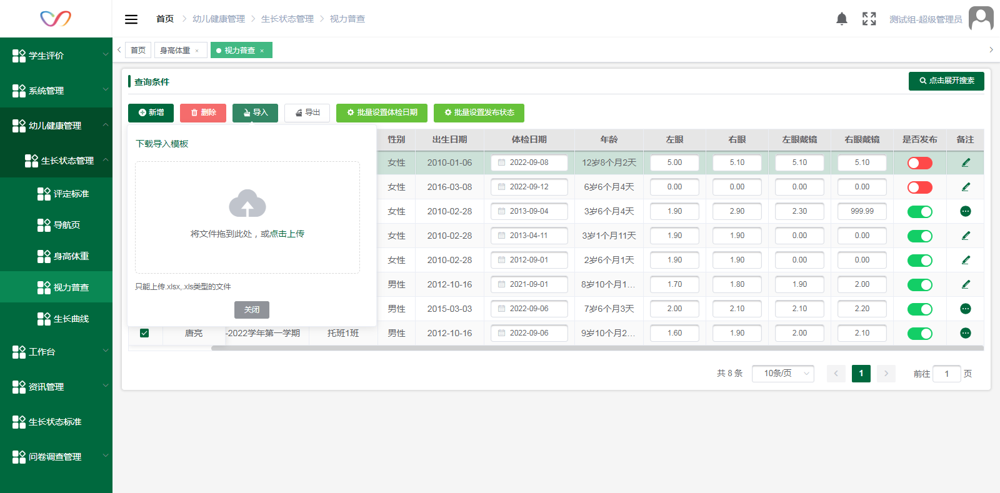 首页 > 幼儿健康管理 > 生长状态管理 > 视力普查
测试组-超级管理员
首页 身高体重 × 视力普查 ×
学生评价
系统管理
幼儿健康管理
生长状态管理
评定标准
导航页
身高体重
视力普查
生长曲线
工作台
资讯管理
生长状态标准
问卷调查管理
查询条件
点击展开搜索
新增 删除 导入 导出 批量设置体检日期 批量设置发布状态
下载导入模板
将文件拖到此处，或点击上传
只能上传.xlsx,.xls类型的文件
关闭
性别 出生日期 体检日期 年龄 左眼 右眼 左眼戴镜 右眼戴镜 是否发布 备注
女性 2010-01-06 2022-09-08 12岁8个月2天 5.00 5.10 5.10 5.10
女性 2016-03-08 2022-09-12 6岁6个月4天 0.00 0.00 0.00 0.00
女性 2010-02-28 2013-09-04 3岁6个月4天 1.90 2.90 2.30 999.99
女性 2010-02-28 2013-04-11 3岁1个月11天 1.90 1.90 0.00 0.00
女性 2010-02-28 2012-09-01 2岁6个月1天 1.90 1.90 0.00 0.00
男性 2012-10-16 2021-09-01 8岁10个月1... 1.70 1.80 1.90 2.00
男性 2015-03-03 2022-09-06 7岁6个月3天 2.00 2.10 2.10 2.20
唐亮 -2022学年第一学期 托班1班 男性 2012-10-16 2022-09-06 9岁10个月2... 1.60 1.90 2.00 2.10
共 8 条 10条/页 < 1 > 前往 1 页